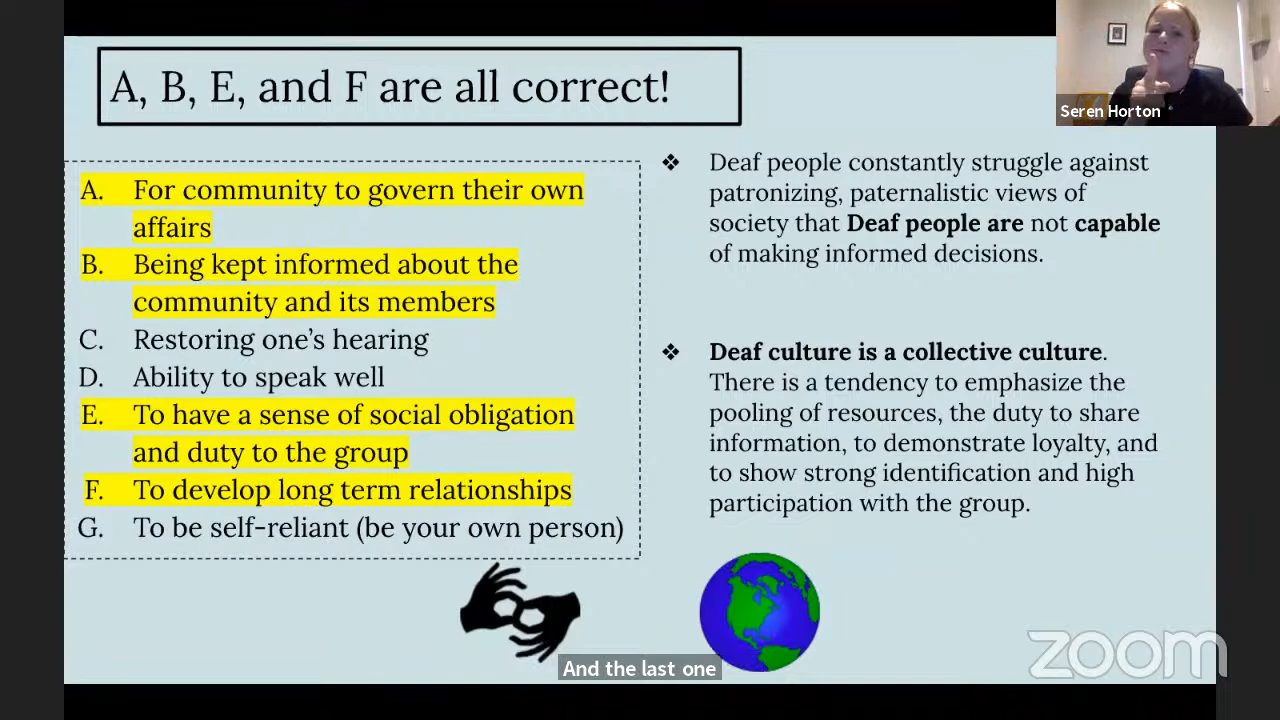 A, B, E, and F are all correct!
Seren Horton
A. For community to govern their own
affairs
B. Being kept informed about the
community and its members
C. Restoring one's hearing
D. Ability to speak well
E. To have a sense of social obligation
and duty to the group
F. To develop long term relationships
G. To be self-reliant (be your own person)
❖ Deaf people constantly struggle against
patronizing, paternalistic views of
society that Deaf people are not capable
of making informed decisions.
❖ Deaf culture is a collective culture.
There is a tendency to emphasize the
pooling of resources, the duty to share
information, to demonstrate loyalty, and
to show strong identification and high
participation with the group.
And the last one
zoom